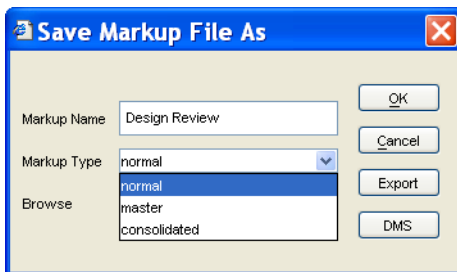 Save Markup File As
Markup Name
Design Review
OK
Cancel
Markup Type
normal
normal
master
consolidated
Export
Browse
DMS